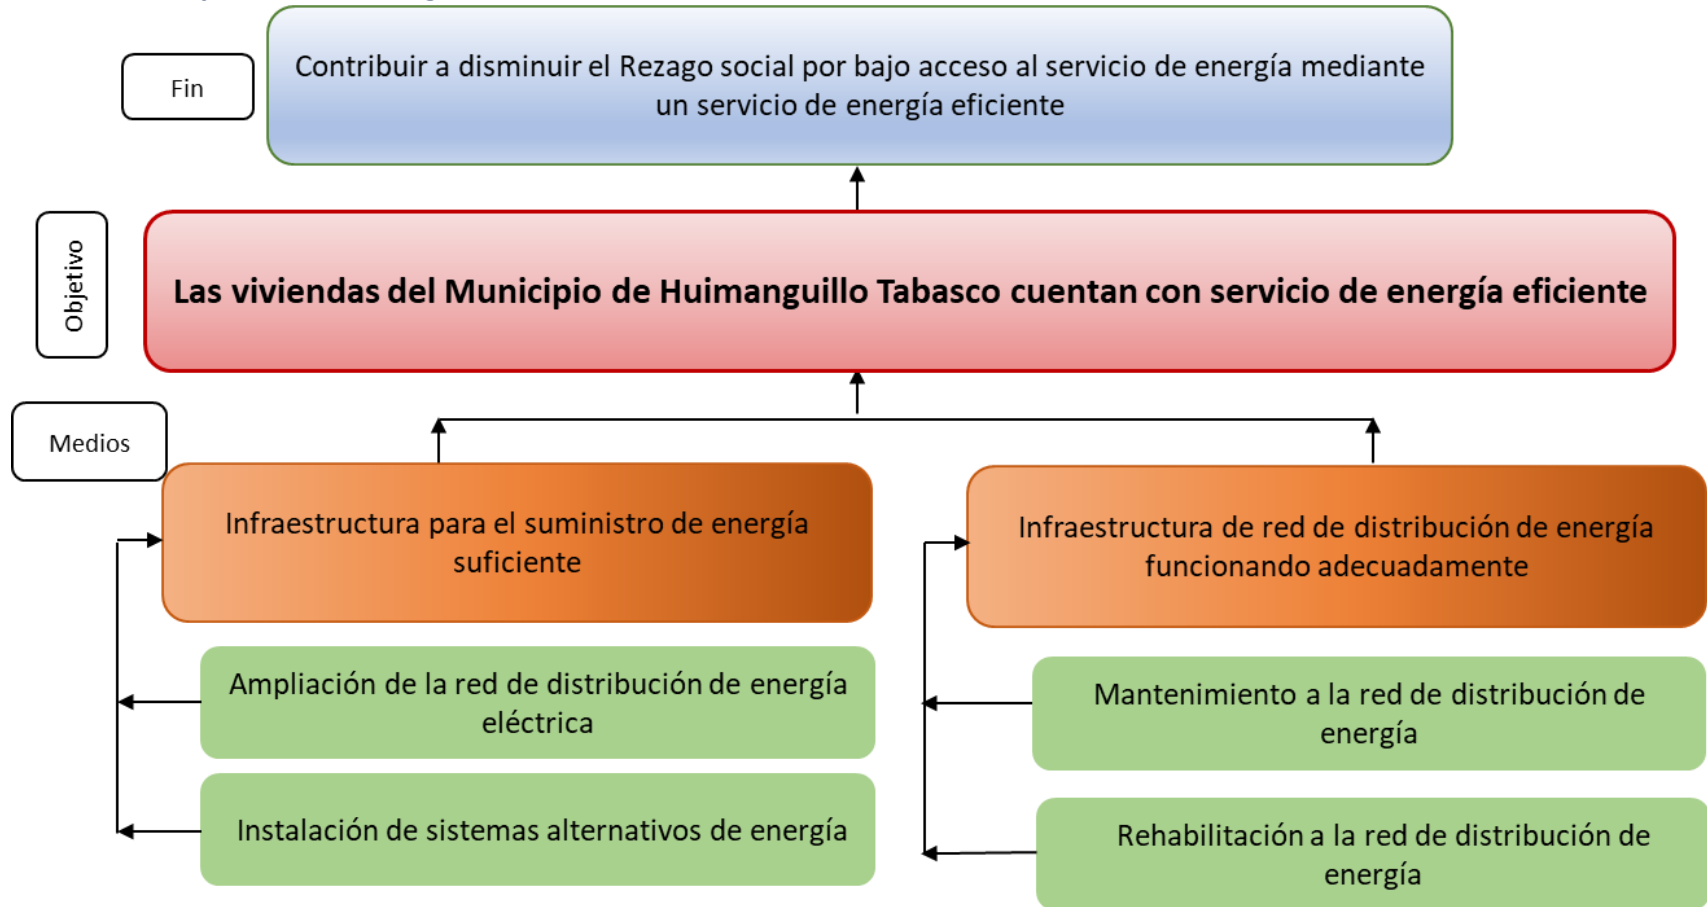 Fin
Contribuir a disminuir el Rezago social por bajo acceso al servicio de energía mediante
un servicio de energía eficiente
Objetivo
Las viviendas del Municipio de Huimanguillo Tabasco cuentan con servicio de energía eficiente
Medios
Infraestructura para el suministro de energía
suficiente
Infraestructura de red de distribución de energía
funcionando adecuadamente
Ampliación de la red de distribución de energía
eléctrica
Mantenimiento a la red de distribución de
energía
Instalación de sistemas alternativos de energía
Rehabilitación a la red de distribución de
energía